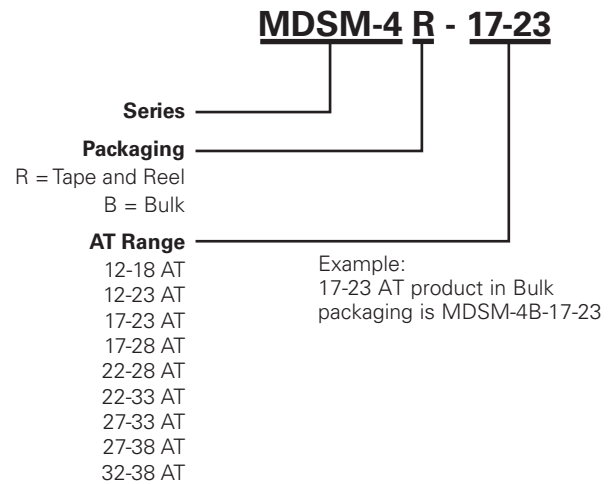 MDSM-4 R - 17-23
Series
Packaging
R = Tape and Reel
B = Bulk
AT Range
12-18 AT
12-23 AT
17-23 AT
17-28 AT
22-28 AT
22-33 AT
27-33 AT
27-38 AT
32-38 AT
Example:
17-23 AT product in Bulk
packaging is MDSM-4B-17-23